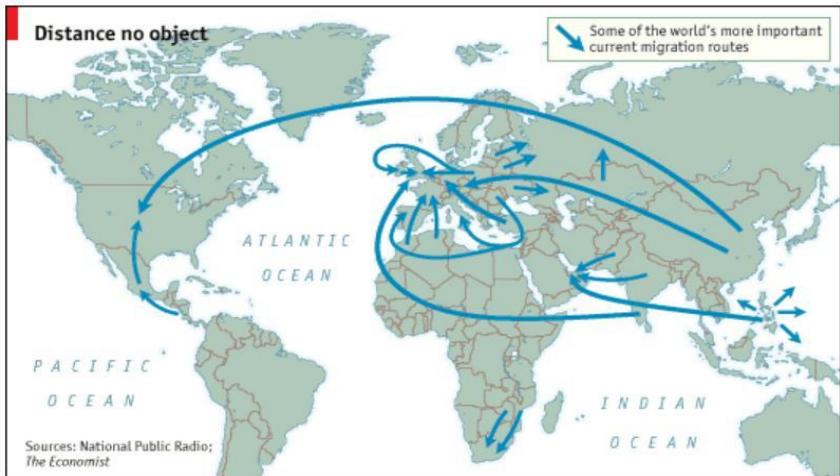 Distance no object
Some of the world's more important
current migration routes
ATLANTIC
OCEAN
PACIFIC
OCEAN
INDIAN
OCEAN
Sources: National Public Radio;
The Economist